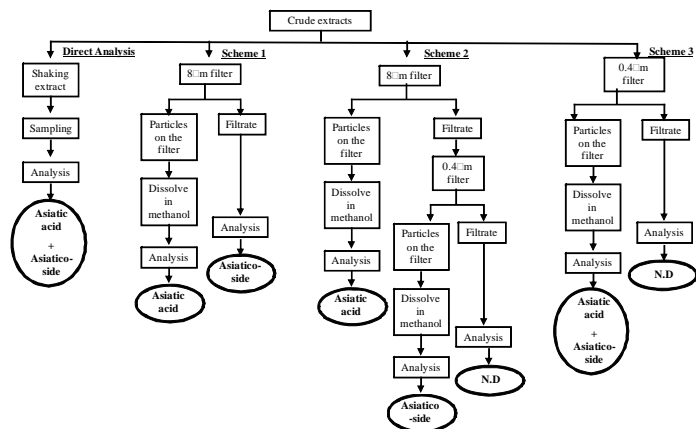 Crude extracts
Direct Analysis
Shaking
extract
Sampling
Analysis
Asiatic
acid
+
Asiatico-
side
Scheme 1
8□m filter
Particles
on the
filter
Dissolve
in
methanol
Analysis
Asiatic
acid
Filtrate
Analysis
Asiatico-
side
Scheme 2
8□m filter
Particles
on the
filter
Dissolve
in
methanol
Analysis
Asiatic
acid
Filtrate
0.4□m
filter
Particles
on the
filter
Dissolve
in
methanol
Analysis
Asiatico
-side
Filtrate
Analysis
N.D
Scheme 3
0.4□m
filter
Particles
on the
filter
Dissolve
in
methanol
Analysis
Asiatic
acid
+
Asiatico-
side
Filtrate
Analysis
N.D